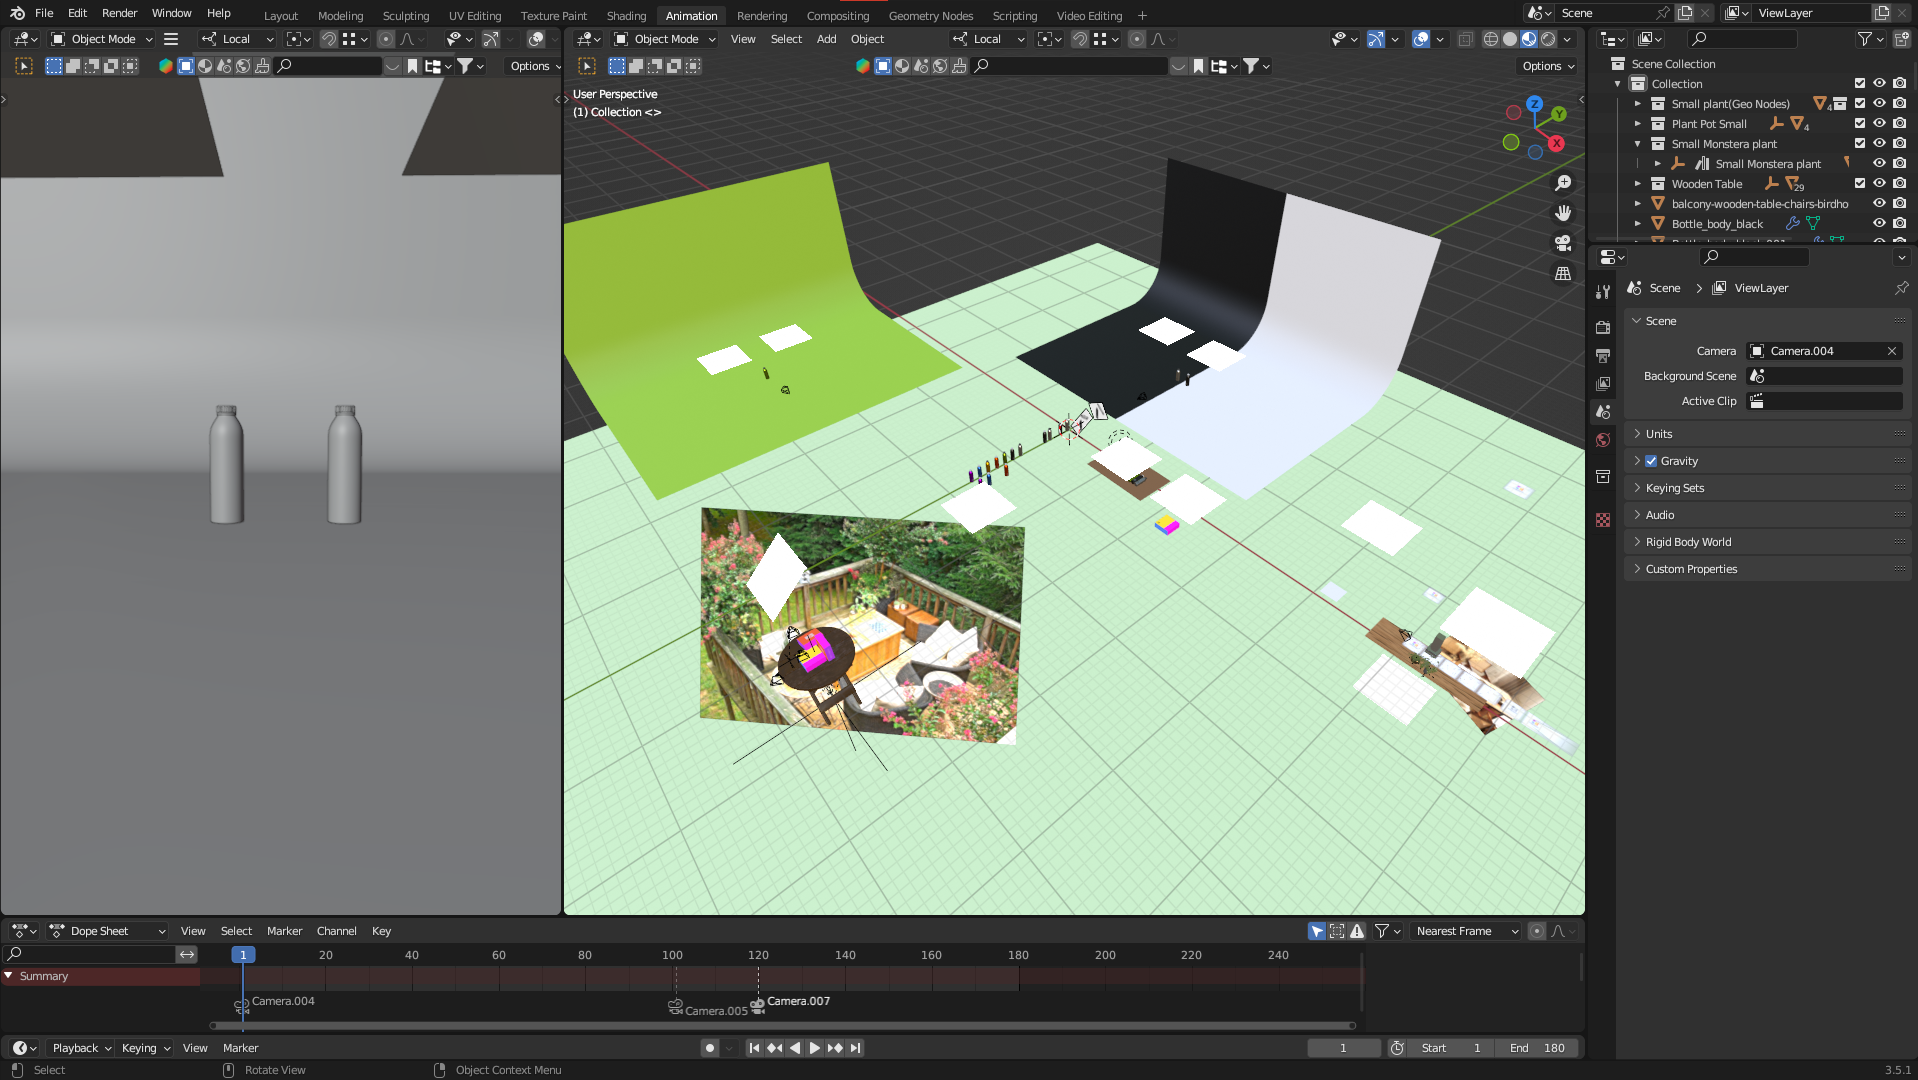 File Edit Render Window Help Layout Modeling Sculpting UV Editing Texture Paint Shading Animation Rendering Compositing Geometry Nodes Scripting Video Editing Scene ViewLayer
Object Mode Local
Object Mode View Select Add Object Local
Options
Options
User Perspective
(1) Collection <>
Z
Y
X
Scene Collection
Collection
Small plant(Geo Nodes) 4
Plant Pot Small 4
Small Monstera plant
Small Monstera plant
Wooden Table 29
balcony-wooden-table-chairs-birdho
Bottle_body_black
Scene > ViewLayer
Scene
Camera Camera.004
Background Scene
Active Clip
Units
Gravity
Keying Sets
Audio
Rigid Body World
Custom Properties
Dope Sheet View Select Marker Channel Key Nearest Frame
1 20 40 60 80 100 120 140 160 180 200 220 240
Summary
Camera.004 Camera.007
Camera.005
Playback Keying View Marker 1 Start 1 End 180
Select Rotate View Object Context Menu 3.5.1